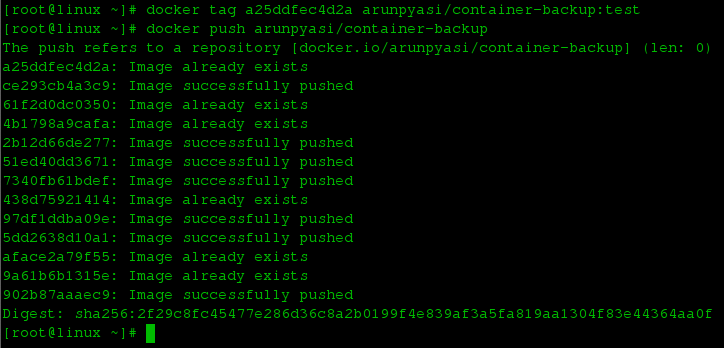 [root@linux ~]# docker tag a25ddfec4d2a arunpyasi/container-backup:test
[root@linux ~]# docker push arunpyasi/container-backup
The push refers to a repository [docker.io/arunpyasi/container-backup] (len: 0)
a25ddfec4d2a: Image already exists
ce293cb4a3c9: Image successfully pushed
61f2d0dc0350: Image already exists
4b1798a9cafa: Image already exists
2b12d66de277: Image successfully pushed
51ed40dd3671: Image successfully pushed
7340fb61bdef: Image successfully pushed
438d75921414: Image already exists
97df1ddba09e: Image successfully pushed
5dd2638d10a1: Image successfully pushed
aface2a79f55: Image already exists
9a61b6b1315e: Image already exists
902b87aaaec9: Image successfully pushed
Digest: sha256:2f29c8fc45477e286d36c8a2b0199f4e839af3a5fa819aa1304f83e44364aa0f
[root@linux ~]#